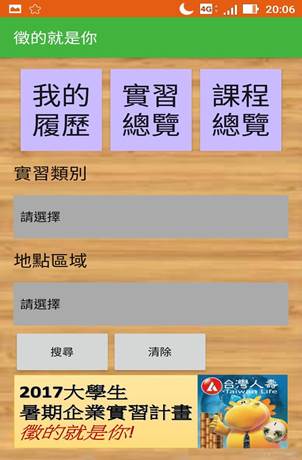 4G 20:06
徵的就是你
我的 實習 課程
履歷 總覽 總覽
實習類別
請選擇
地點區域
請選擇
搜尋 清除
2017大學生
暑期企業實習計畫
徵的就是你!
台灣人壽
Taiwan Life